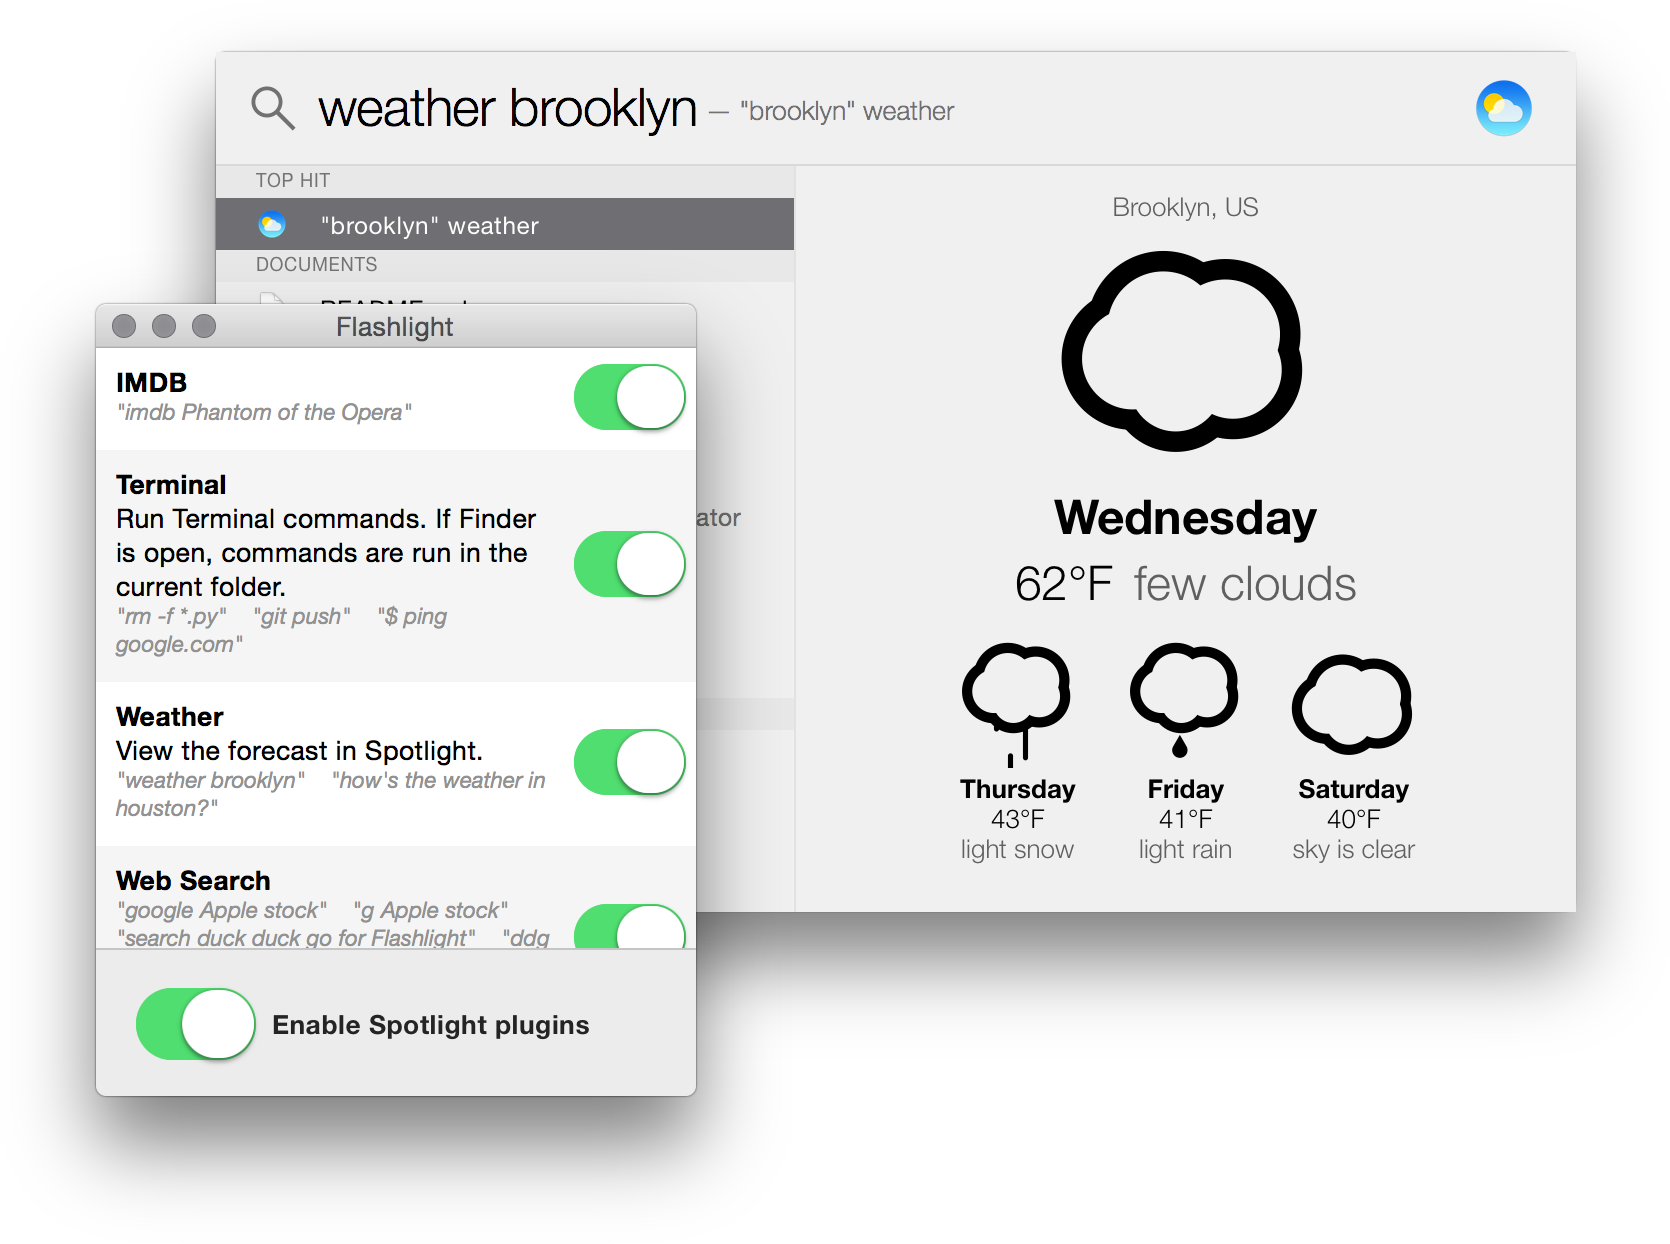 weather brooklyn — "brooklyn" weather
TOP HIT
"brooklyn" weather
DOCUMENTS
ator
Brooklyn, US
Wednesday
62°F few clouds
Thursday
43°F
light snow
Friday
41°F
light rain
Saturday
40°F
sky is clear
Flashlight
IMDB
"imdb Phantom of the Opera"
Terminal
Run Terminal commands. If Finder
is open, commands are run in the
current folder.
"rm -f *.py" "git push" "$ ping
google.com"
Weather
View the forecast in Spotlight.
"weather brooklyn" "how's the weather in
houston?"
Web Search
"google Apple stock" "g Apple stock"
"search duck duck go for Flashlight" "ddg
Enable Spotlight plugins